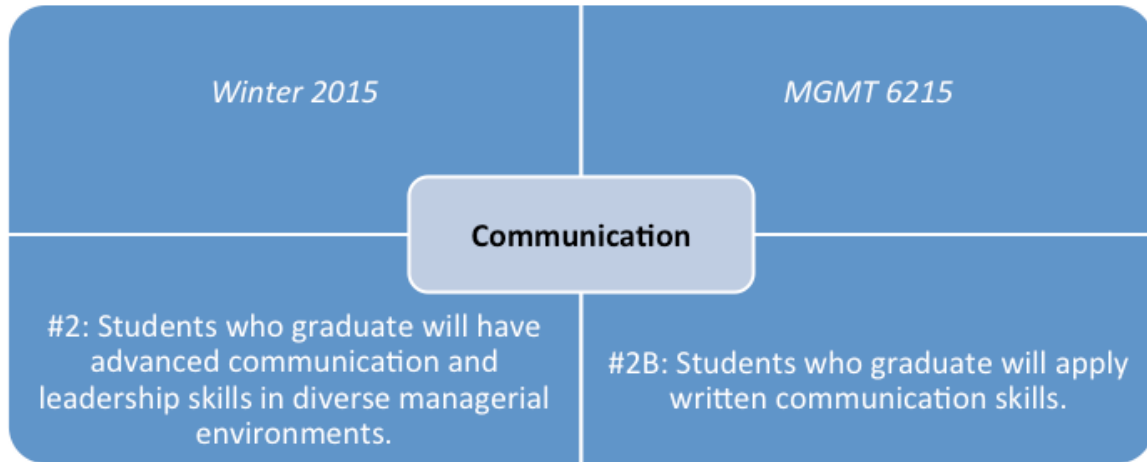 Winter 2015
MGMT 6215
Communication
#2: Students who graduate will have
advanced communication and
leadership skills in diverse managerial
environments.
#2B: Students who graduate will apply
written communication skills.